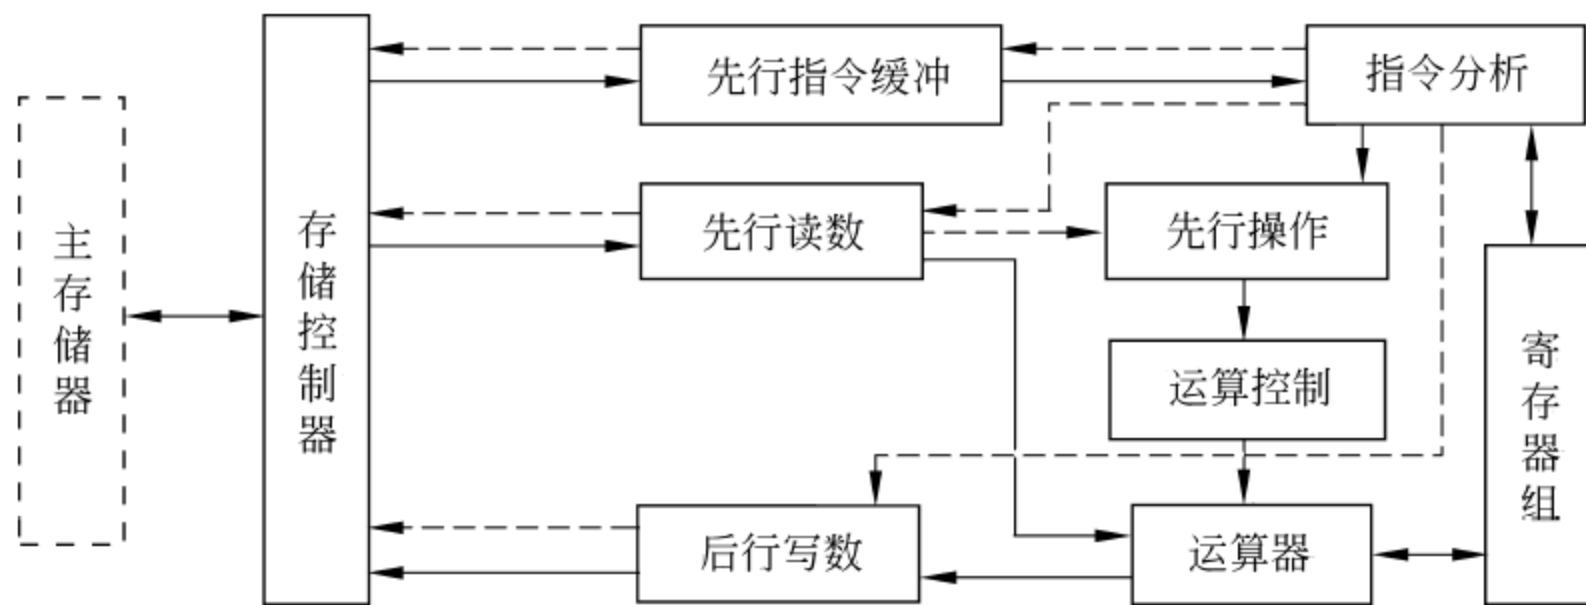 先行指令缓冲
指令分析
主存储器
存储控制器
先行读数
先行操作
运算控制
寄存器组
后行写数
运算器